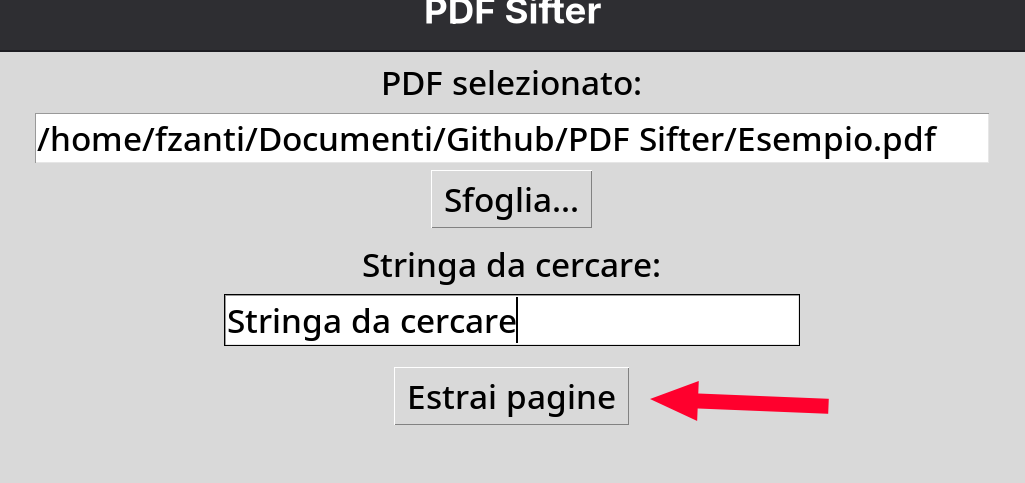 PDF Sifter
PDF selezionato:
/home/fzanti/Documenti/Github/PDF Sifter/Esempio.pdf
Sfoglia...
Stringa da cercare:
Stringa da cercare
Estrai pagine